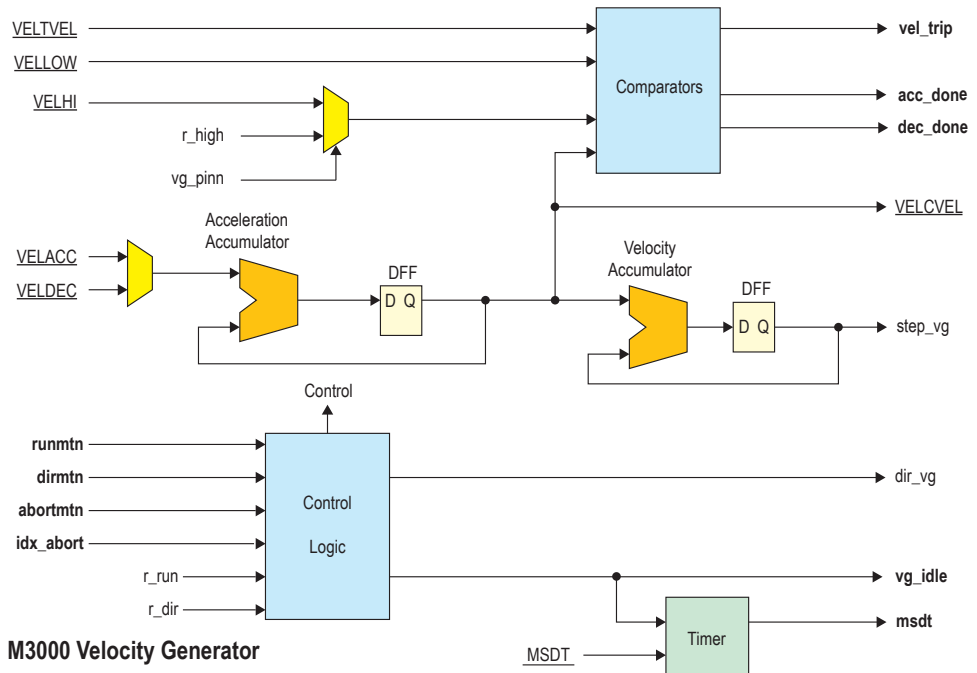 VELTVEL
vel_trip
VELLOW
Comparators
VELHI
acc_done
r_high
dec_done
vg_pinn
VELCVEL
Acceleration
Accumulator
Velocity
Accumulator
VELACC
DFF
DFF
VELDEC
D Q
D Q
step_vg
Control
runmtn
dirmtn
dir_vg
abortmtn
Control
idx_abort
Logic
r_run
vg_idle
r_dir
msdt
Timer
M3000 Velocity Generator
MSDT